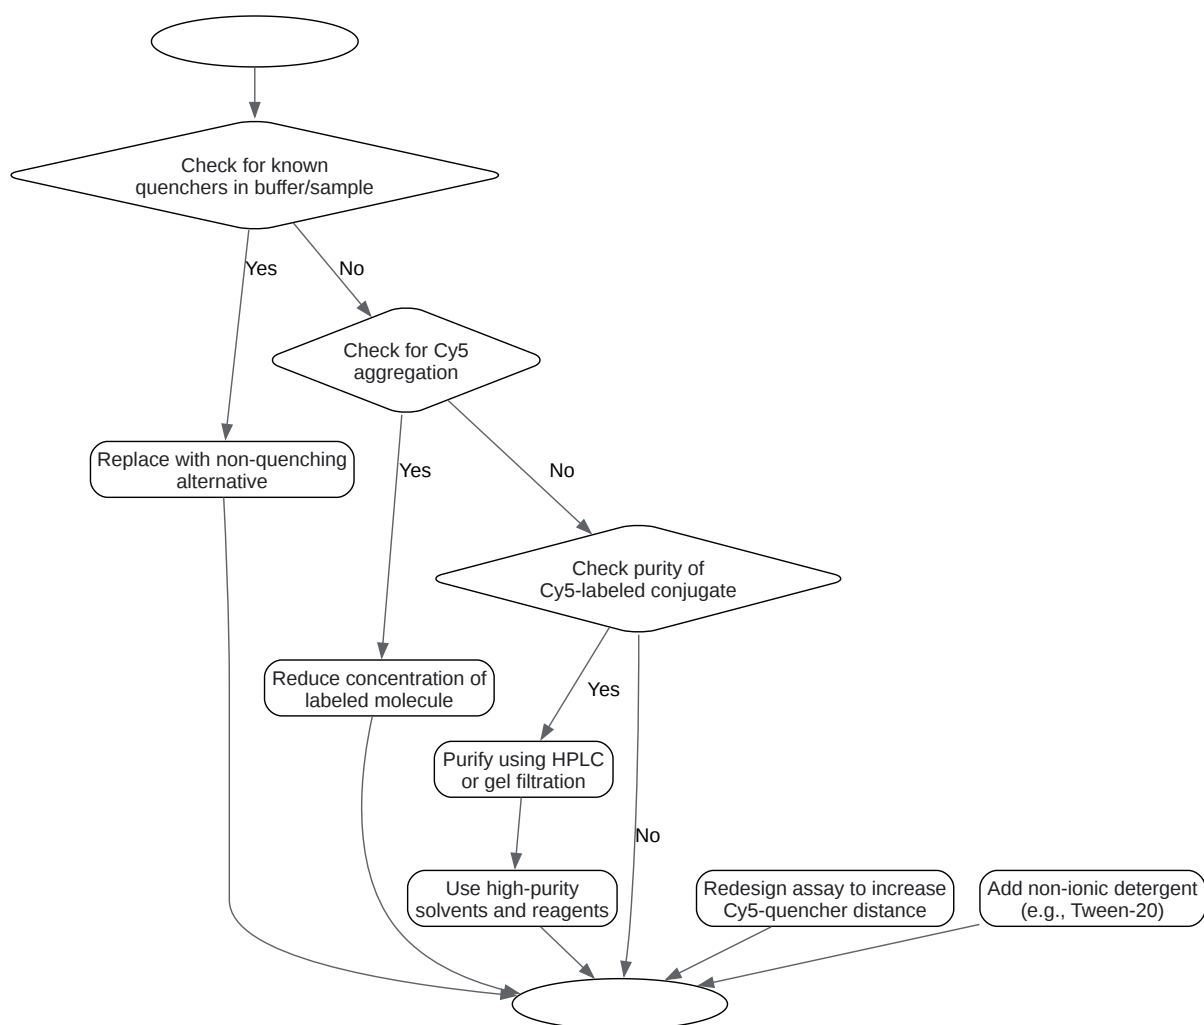 Check for known
quenchers in buffer/sample
Yes
No
Check for Cy5
aggregation
Replace with non-quenching
alternative
Yes
No
Check purity of
Cy5-labeled conjugate
Reduce concentration of
labeled molecule
Yes
Purify using HPLC
or gel filtration
No
Use high-purity
solvents and reagents
Redesign assay to increase
Cy5-quencher distance
Add non-ionic detergent
(e.g., Tween-20)